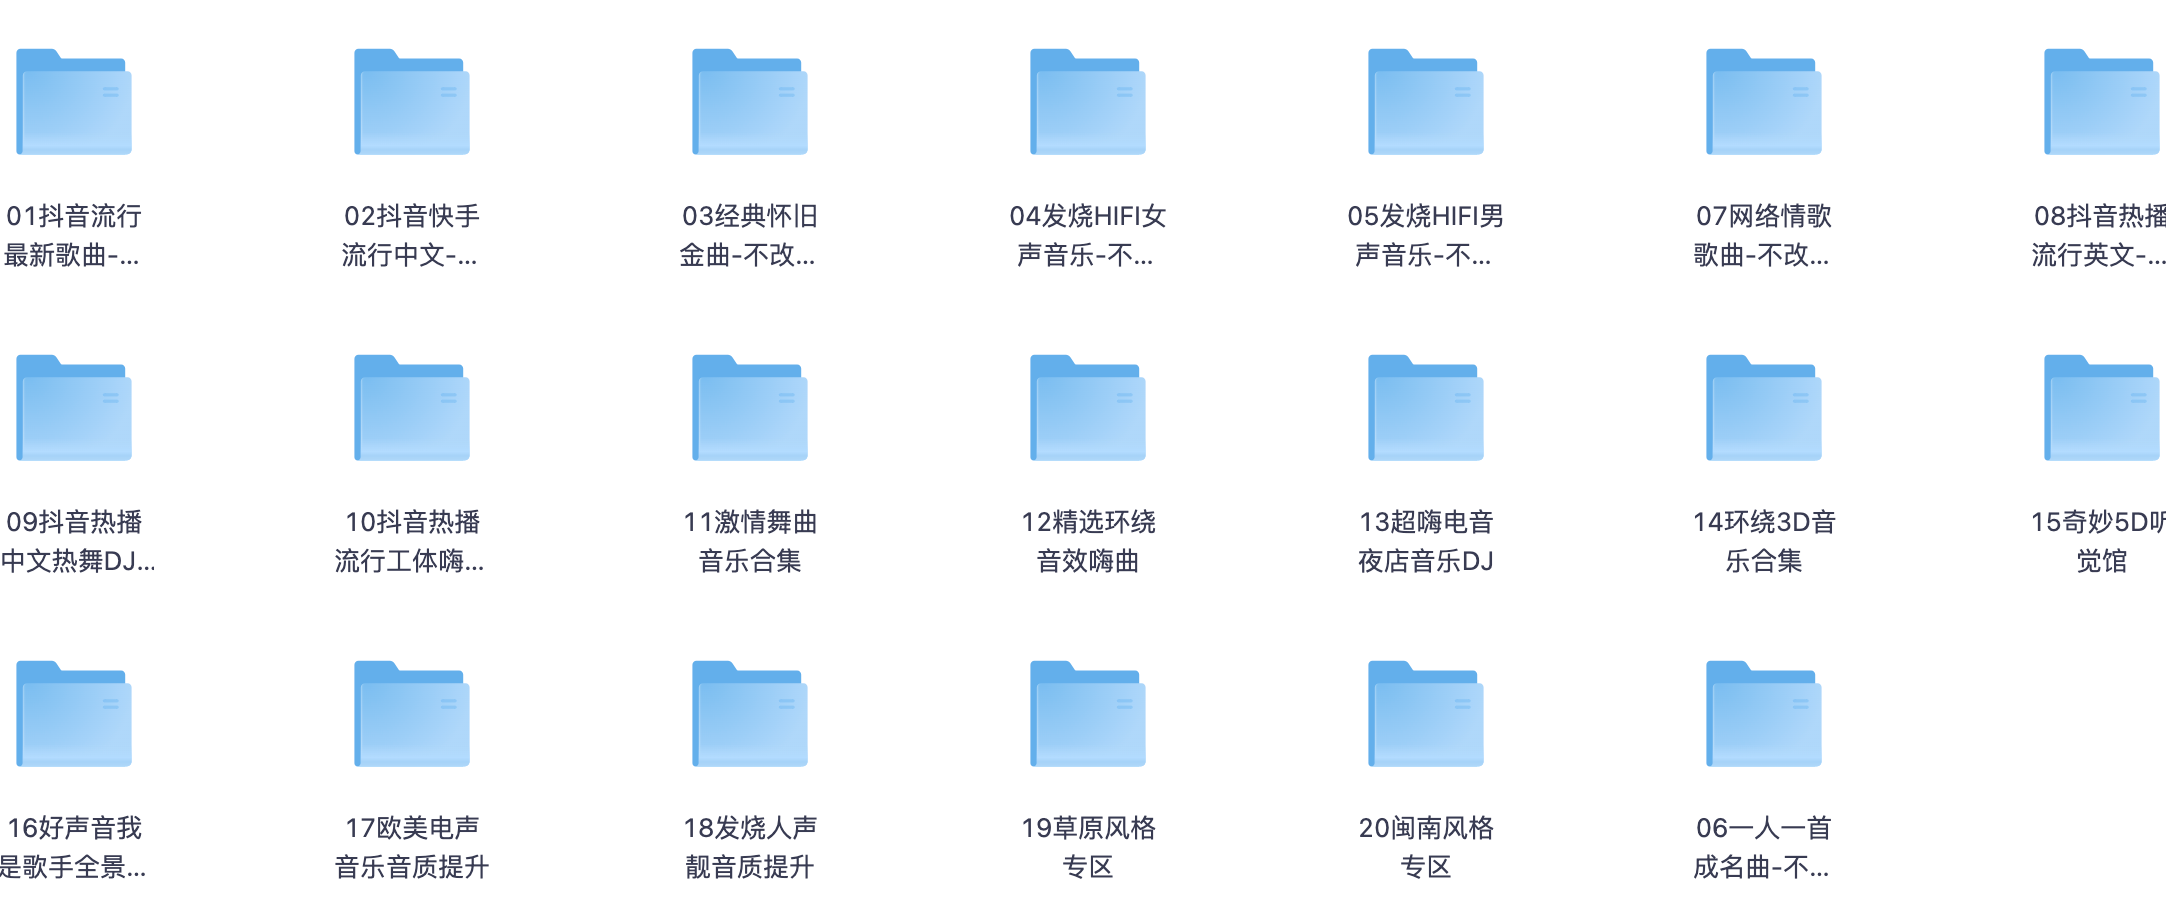 01抖音流行
最新歌曲-...
02抖音快手
流行中文-...
03经典怀旧
金曲-不改...
04发烧HIFI女
声音乐-不...
05发烧HIFI男
声音乐-不...
07网络情歌
歌曲-不改...
08抖音热播
流行英文-...
09抖音热播
中文热舞DJ...
10抖音热播
流行工体嗨...
11激情舞曲
音乐合集
12精选环绕
音效嗨曲
13超嗨电音
夜店音乐DJ
14环绕3D音
乐合集
15奇妙5D听
觉馆
16好声音我
是歌手全景...
17欧美电声
音乐音质提升
18发烧人声
靓音质提升
19草原风格
专区
20闽南风格
专区
06一人一首
成名曲-不...